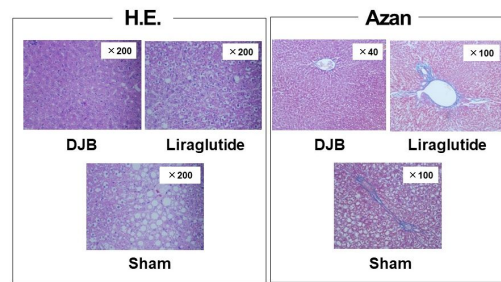 H.E.
×200
×200
DJB
Liraglutide
×200
Sham
Azan
×40
×100
DJB
Liraglutide
×100
Sham